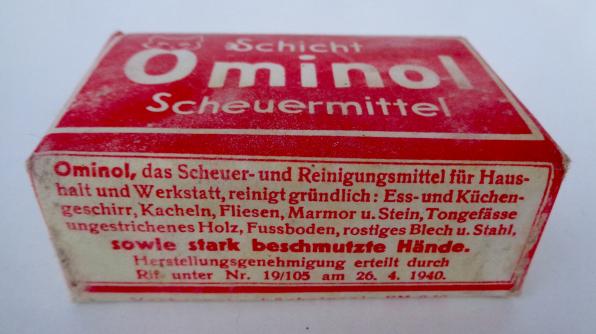 Schicht
Ominol
Scheuermittel
Ominol, das Scheuer- und Reinigungsmittel für Haus-
halt und Werkstatt, reinigt gründlich: Ess- und Küchen-
geschirr, Kacheln, Fliesen, Marmor u. Stein, Tongefässe
ungestrichenes Holz, Fussboden, rostiges Blech u. Stahl,
sowie stark beschmutzte Hände.
Herstellungsgenehmigung erteilt durch
Rif unter Nr. 19/105 am 26. 4. 1940.